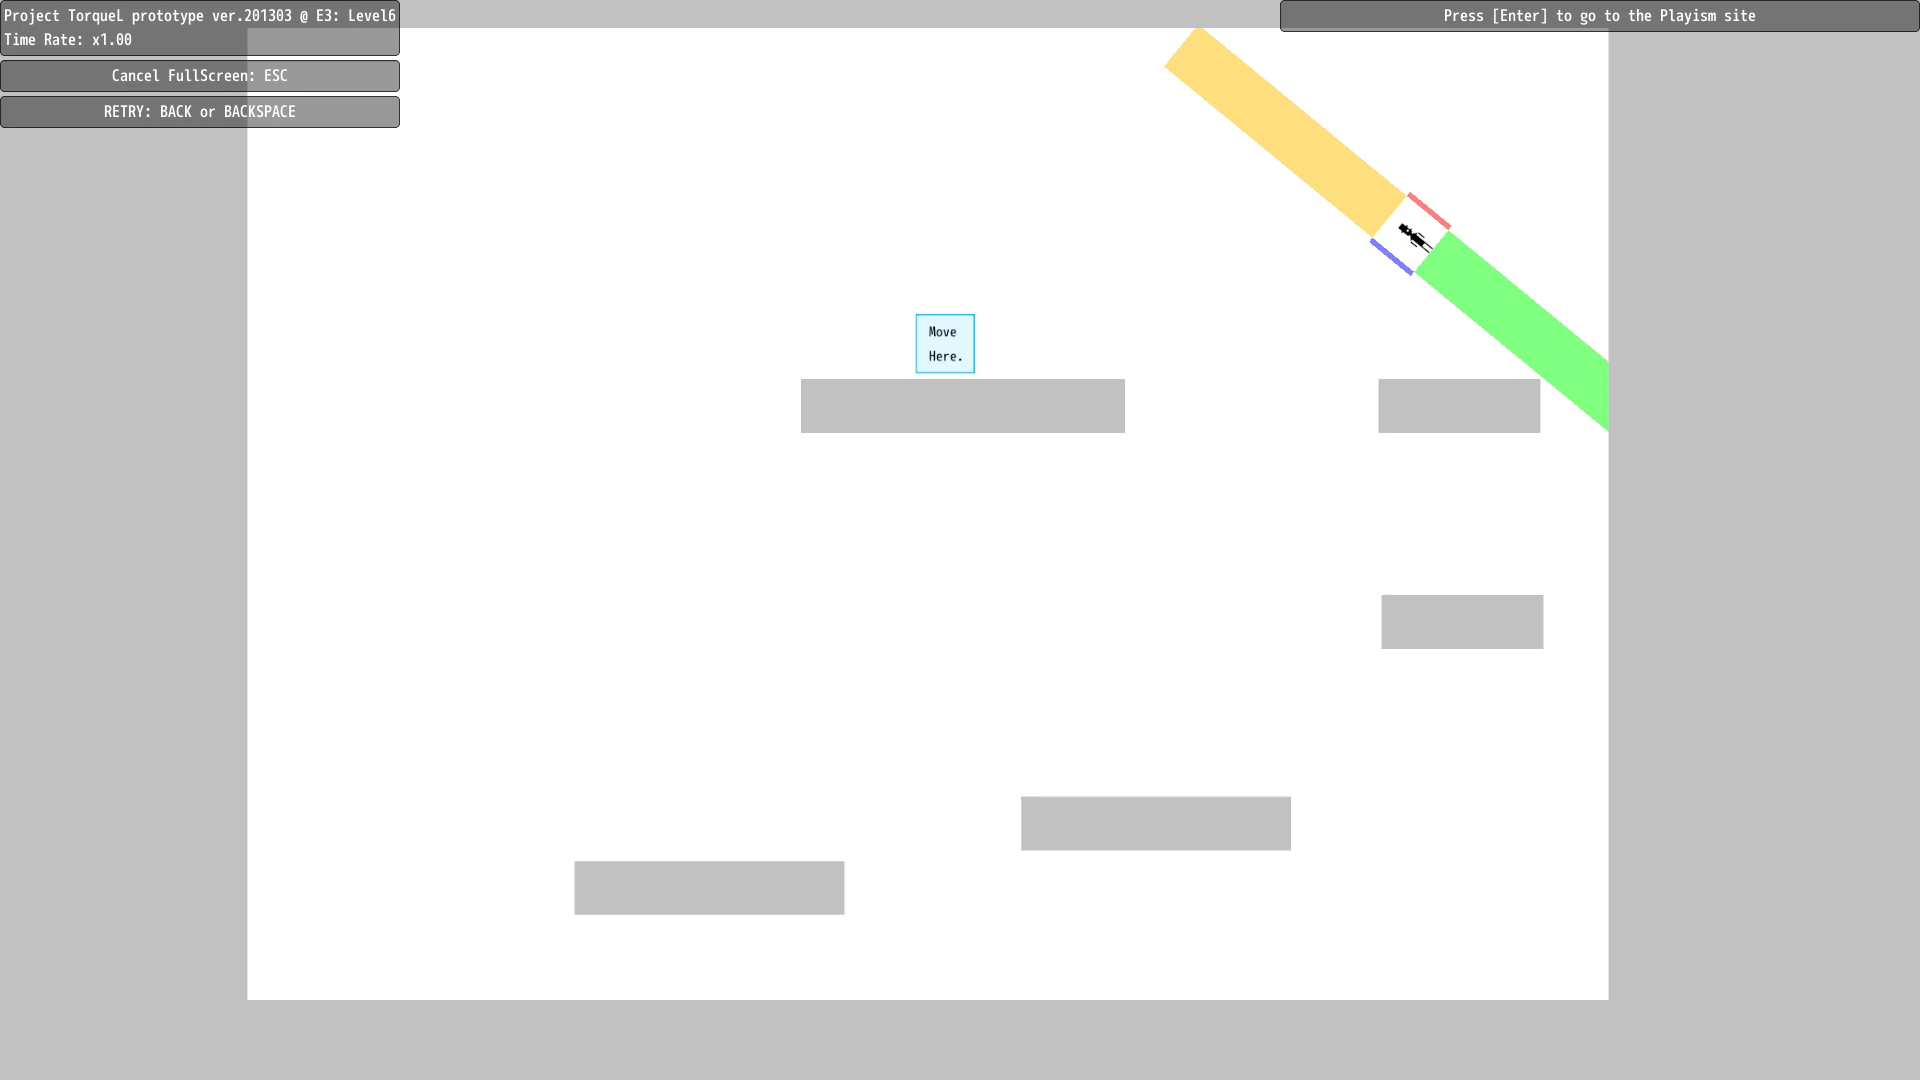 Project TorqueL prototype ver.201303 @ E3: Level6
Time Rate: x1.00
Cancel FullScreen: ESC
RETRY: BACK or BACKSPACE
Press [Enter] to go to the Playism site
Move
Here.